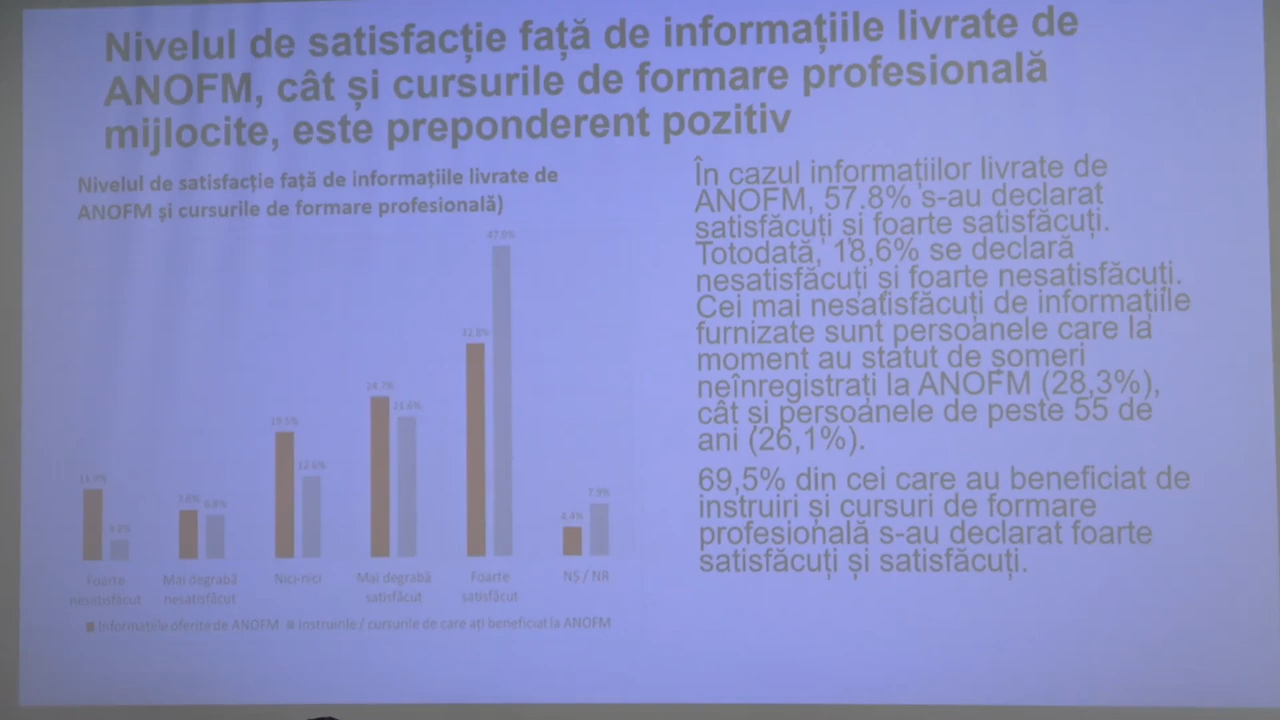 Nivelul de satisfacție față de informațiile livrate de
ANOFM, cât și cursurile de formare profesională
mijlocite, este preponderent pozitiv
Nivelul de satisfacție față de informațiile livrate de
ANOFM și cursurile de formare profesională)
47.9%
32.8%
24.7%
21.6%
19.5%
12.6%
11.0%
7.6% 6.8%
7.9%
4.4%
Foarte nesatisfăcut
Mai degrabă nesatisfăcut
Nici-nici
Mai degrabă satisfăcut
Foarte satisfăcut
NȘ / NR
Informațiile oferite de ANOFM
Instruirile / cursurile de care ați beneficiat la ANOFM
În cazul informațiilor livrate de
ANOFM, 57.8% s-au declarat
satisfăcuți și foarte satisfăcuți.
Totodată, 18,6% se declară
nesatisfăcuți și foarte nesatisfăcuți.
Cei mai nesatisfăcuți de informațiile
furnizate sunt persoanele care la
moment au statut de șomeri
neînregistrați la ANOFM (28,3%),
cât și persoanele de peste 55 de
ani (26,1%).
69,5% din cei care au beneficiat de
instruiri și cursuri de formare
profesională s-au declarat foarte
satisfăcuți și satisfăcuți.